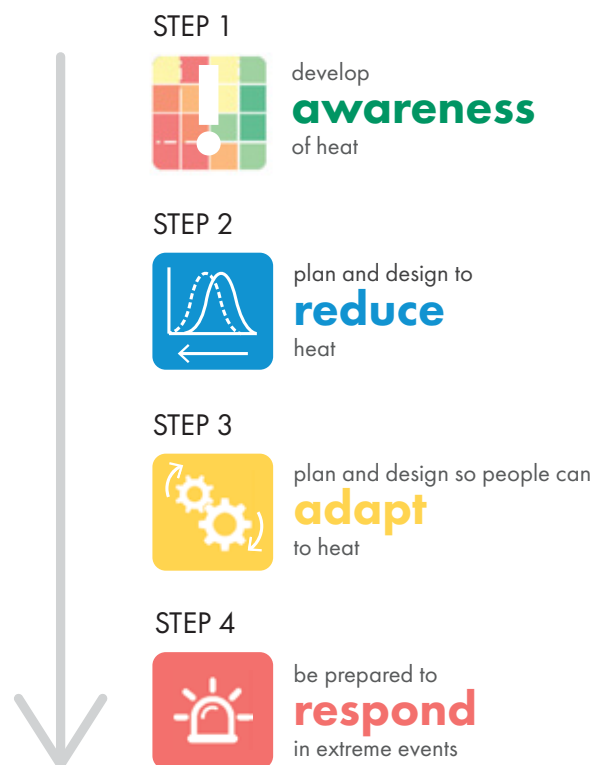 STEP 1
develop
awareness
of heat
STEP 2
plan and design to
reduce
heat
STEP 3
plan and design so people can
adapt
to heat
STEP 4
be prepared to
respond
in extreme events